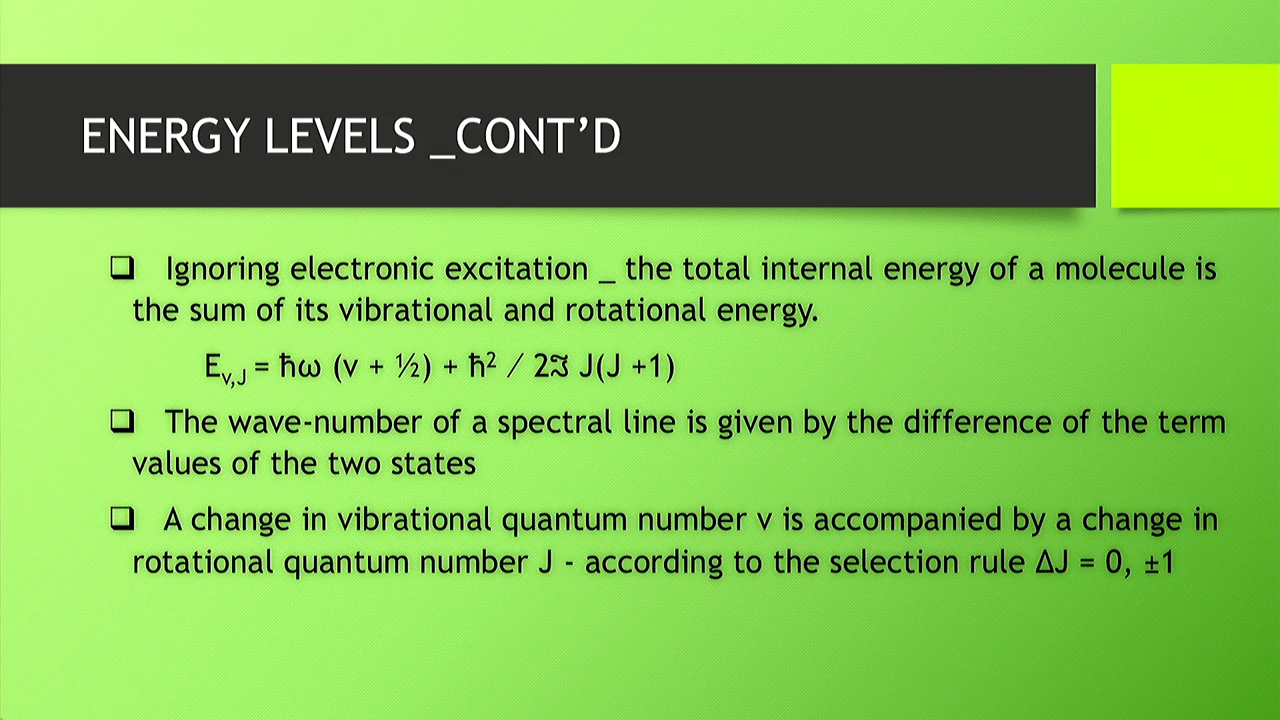 ENERGY LEVELS _CONT’D
❑ Ignoring electronic excitation _ the total internal energy of a molecule is
the sum of its vibrational and rotational energy.
Eᵥ,J = ħω (v + ½) + ħ² ∕ 2ℑ J(J +1)
❑ The wave-number of a spectral line is given by the difference of the term
values of the two states
❑ A change in vibrational quantum number v is accompanied by a change in
rotational quantum number J - according to the selection rule ΔJ = 0, ±1